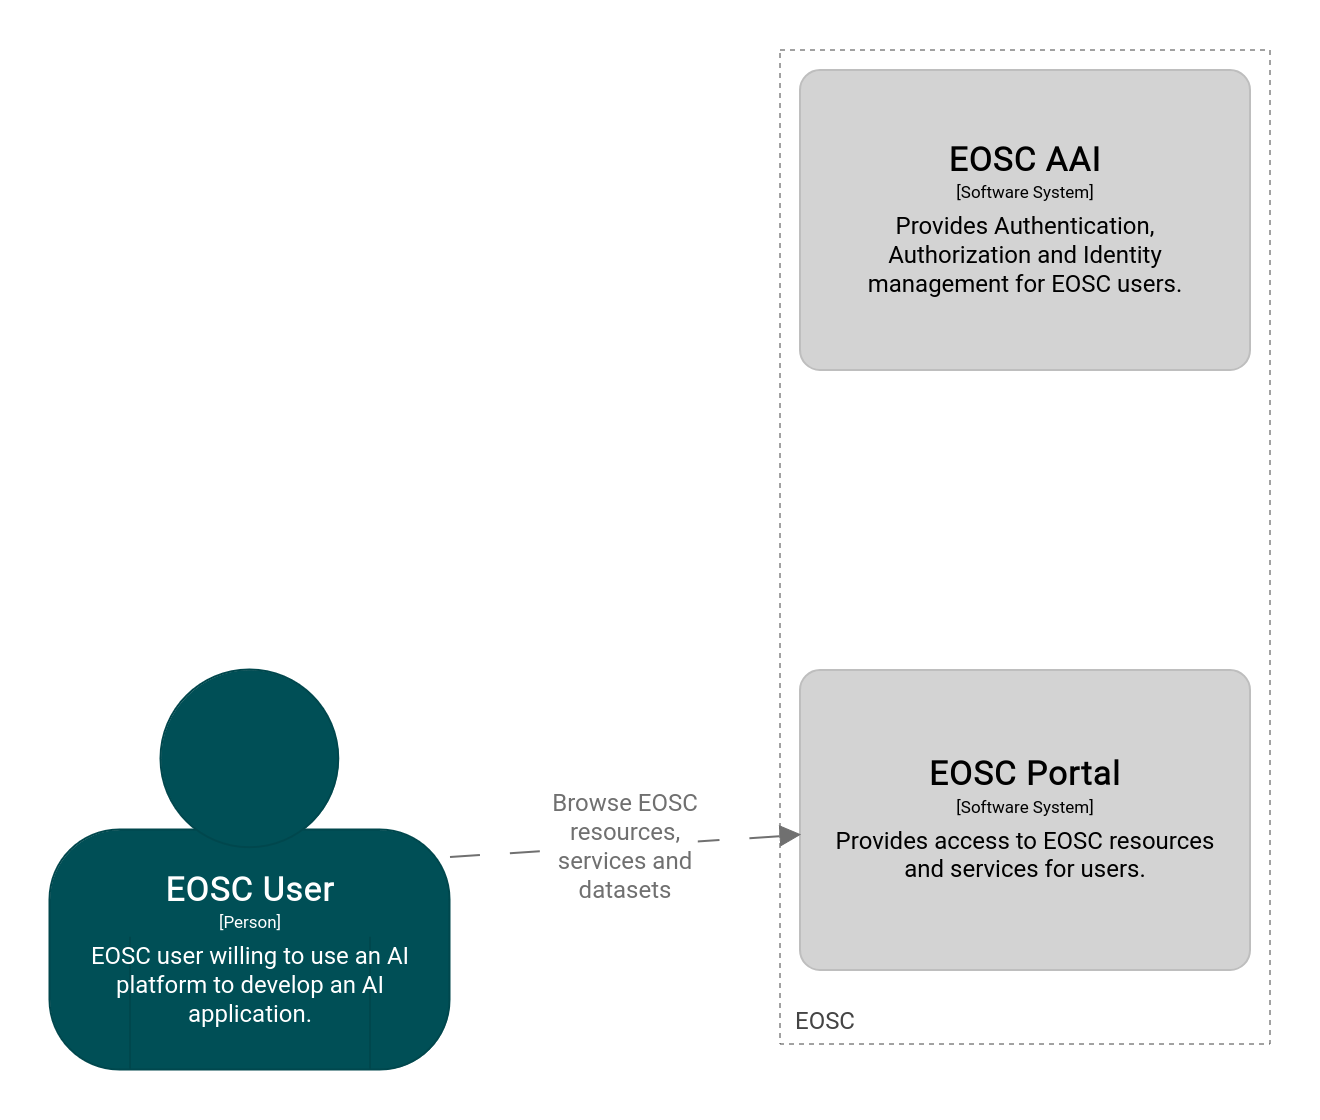 EOSC AAI
[Software System]
Provides Authentication,
Authorization and Identity
management for EOSC users.
Browse EOSC
resources,
services and
datasets
EOSC Portal
[Software System]
Provides access to EOSC resources
and services for users.
EOSC User
[Person]
EOSC user willing to use an AI
platform to develop an AI
application.
EOSC